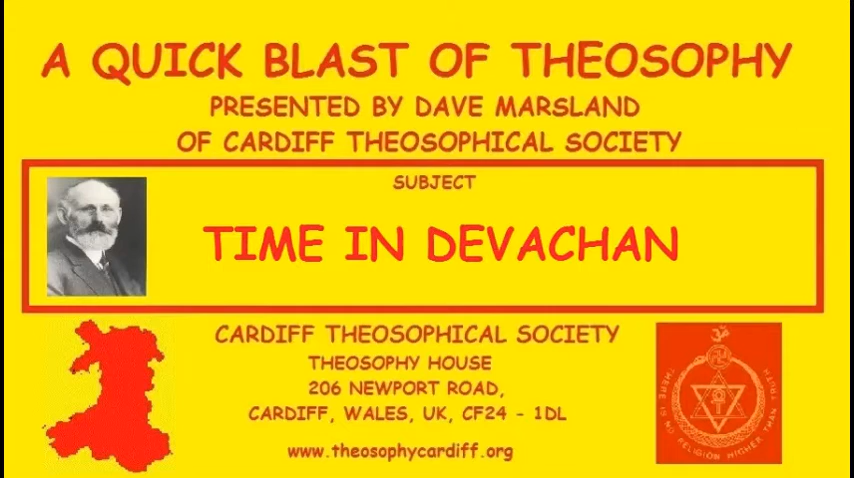 A QUICK BLAST OF THEOSOPHY
PRESENTED BY DAVE MARSLAND
OF CARDIFF THEOSOPHICAL SOCIETY
SUBJECT
TIME IN DEVACHAN
CARDIFF THEOSOPHICAL SOCIETY
THEOSOPHY HOUSE
206 NEWPORT ROAD,
CARDIFF, WALES, UK, CF24 - 1DL
www.theosophycardiff.org
ॐ
THERE IS NO RELIGION HIGHER THAN TRUTH